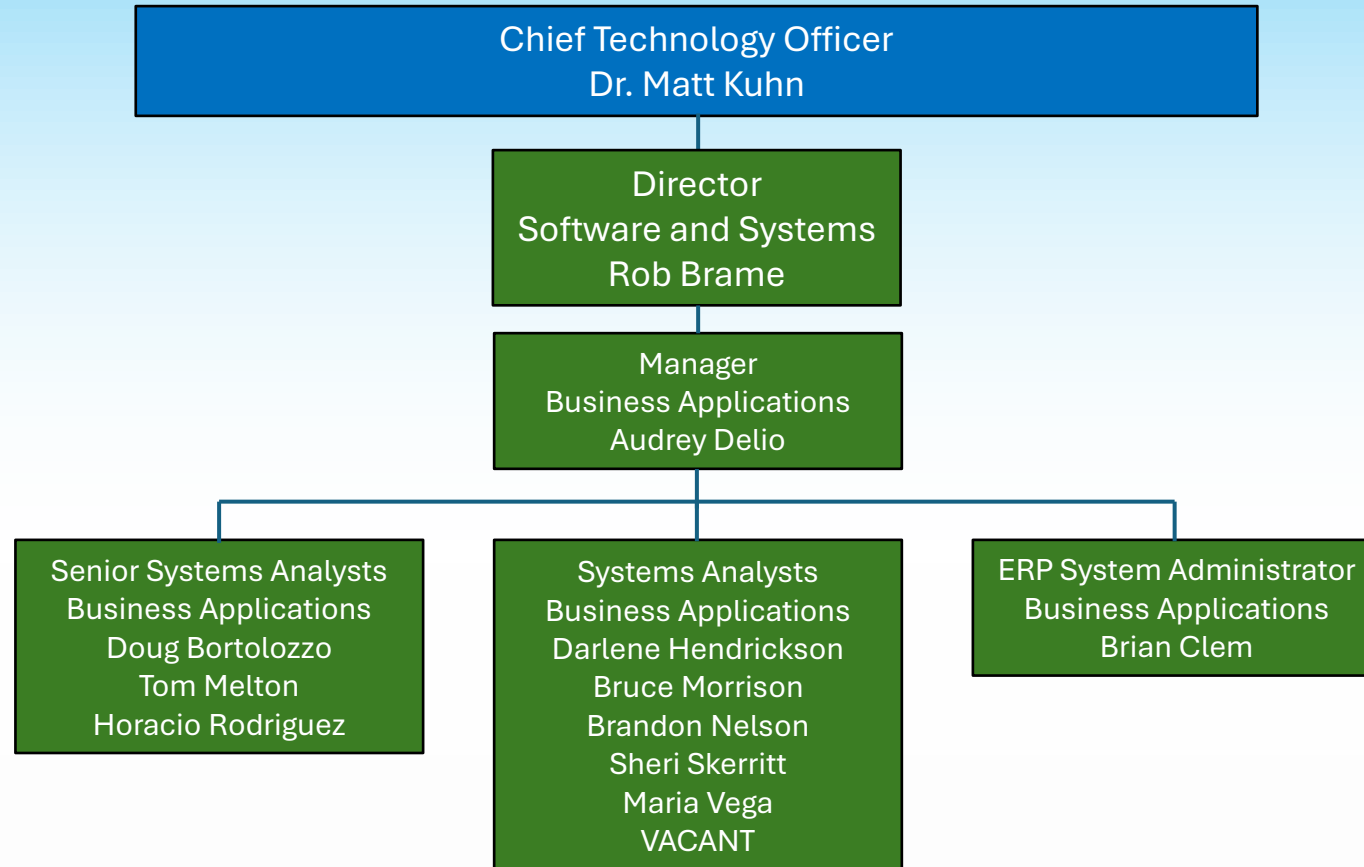 Chief Technology Officer
Dr. Matt Kuhn
Director
Software and Systems
Rob Brame
Manager
Business Applications
Audrey Delio
Senior Systems Analysts
Business Applications
Doug Bortolozzo
Tom Melton
Horacio Rodriguez
Systems Analysts
Business Applications
Darlene Hendrickson
Bruce Morrison
Brandon Nelson
Sheri Skerritt
Maria Vega
VACANT
ERP System Administrator
Business Applications
Brian Clem